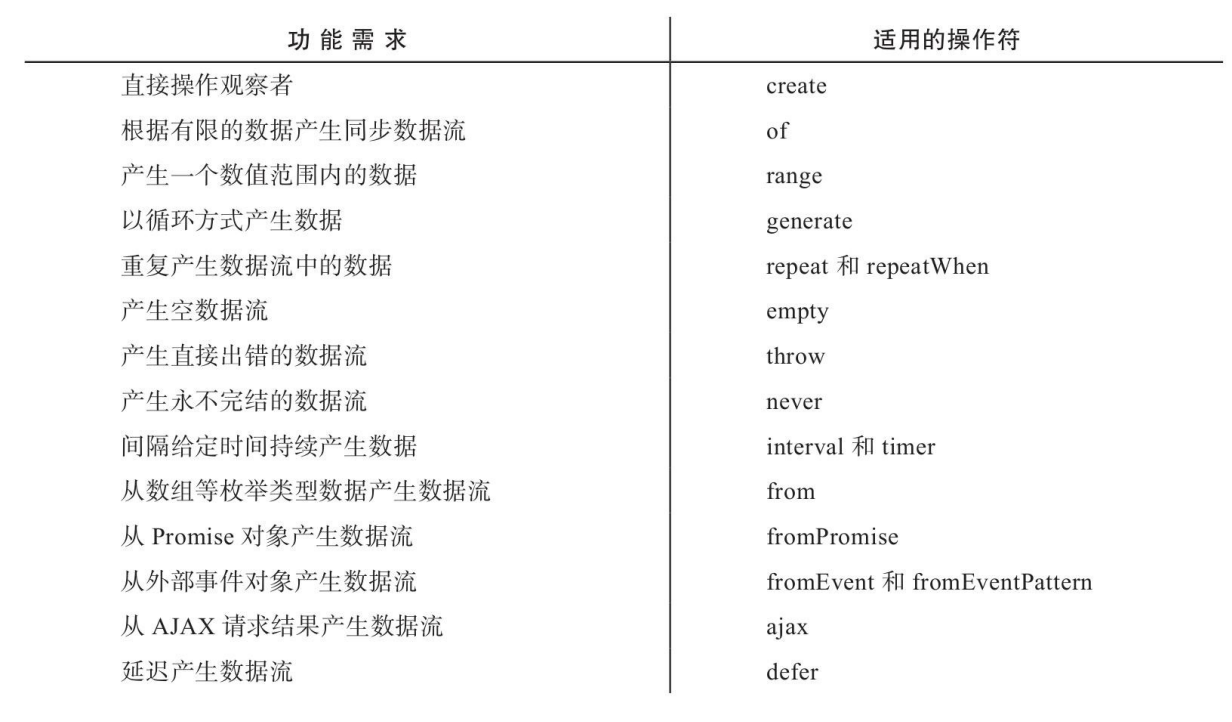 功能需求 适用的操作符
直接操作观察者 create
根据有限的数据产生同步数据流 of
产生一个数值范围内的数据 range
以循环方式产生数据 generate
重复产生数据流中的数据 repeat 和 repeatWhen
产生空数据流 empty
产生直接出错的数据流 throw
产生永不完结的数据流 never
间隔给定时间持续产生数据 interval 和 timer
从数组等枚举类型数据产生数据流 from
从 Promise 对象产生数据流 fromPromise
从外部事件对象产生数据流 fromEvent 和 fromEventPattern
从 AJAX 请求结果产生数据流 ajax
延迟产生数据流 defer